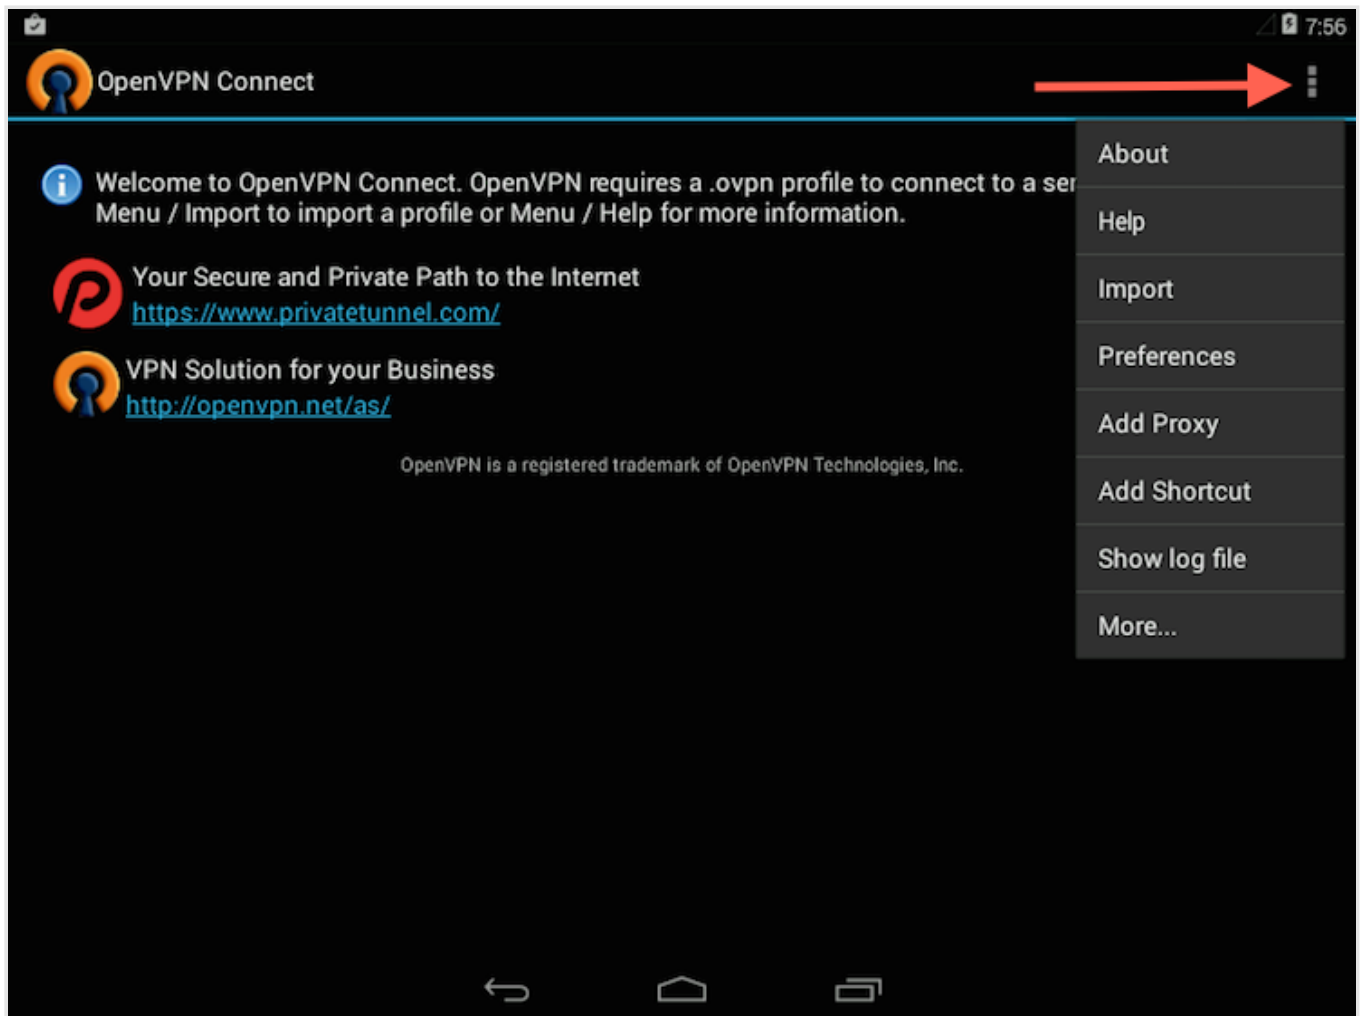 7:56
OpenVPN Connect
Welcome to OpenVPN Connect. OpenVPN requires a .ovpn profile to connect to a ser
Menu / Import to import a profile or Menu / Help for more information.
Your Secure and Private Path to the Internet
https://www.privatetunnel.com/
VPN Solution for your Business
http://openvpn.net/as/
OpenVPN is a registered trademark of OpenVPN Technologies, Inc.
About
Help
Import
Preferences
Add Proxy
Add Shortcut
Show log file
More...